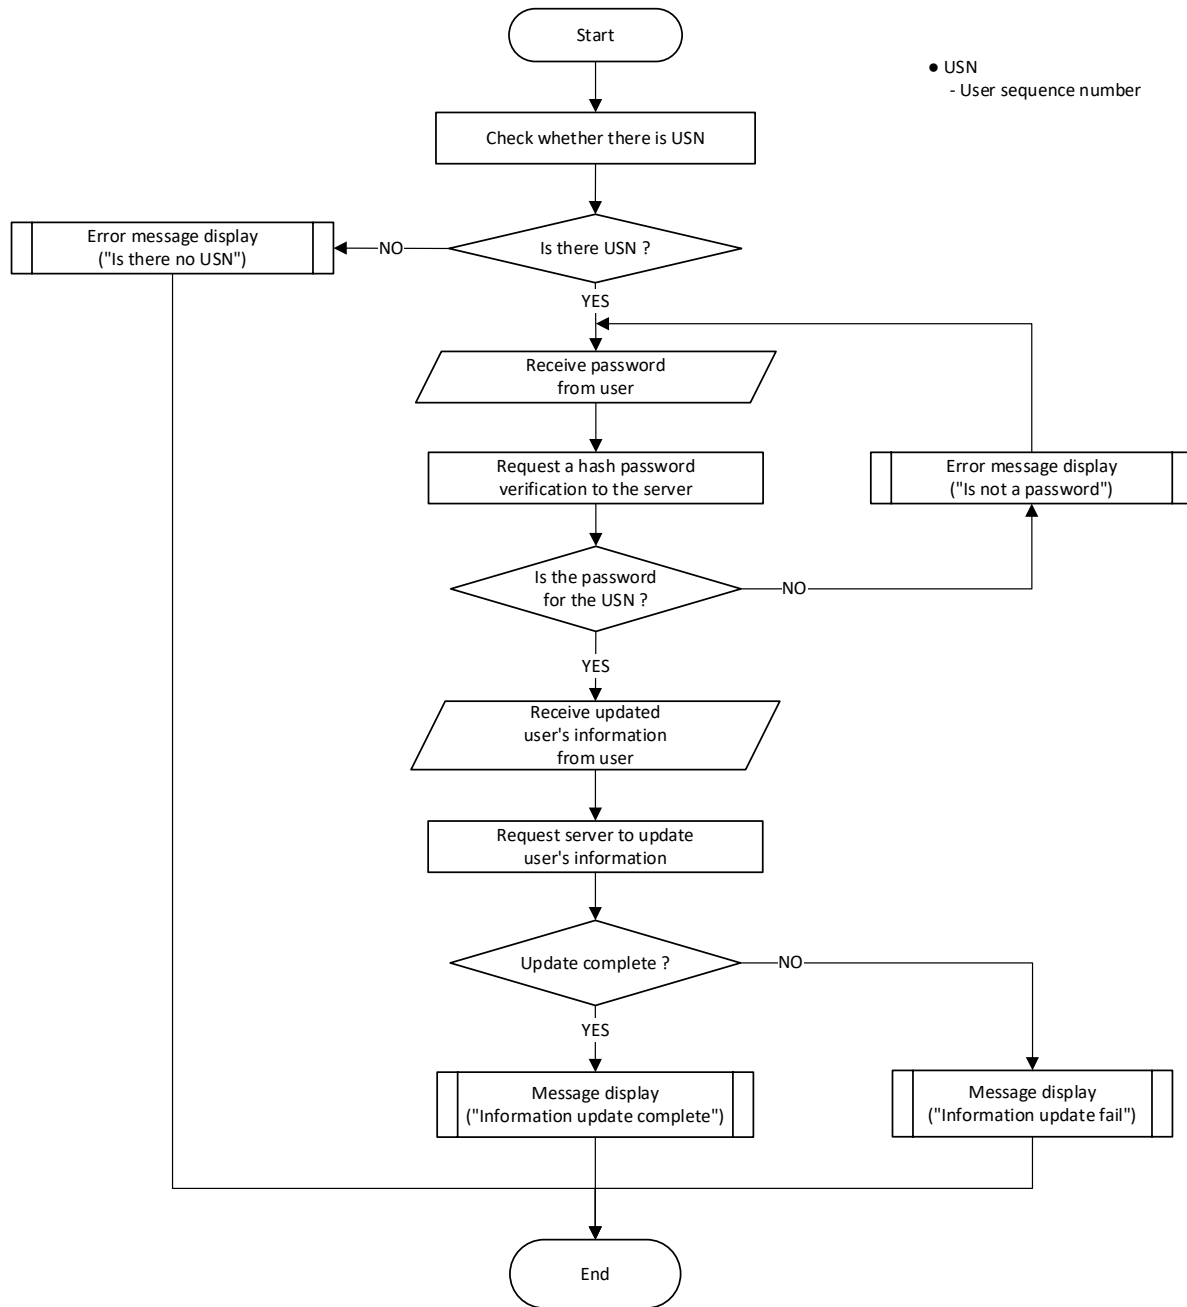 Start
● USN
- User sequence number
Check whether there is USN
Is there USN ?
NO
Error message display
("Is there no USN")
YES
Receive password
from user
Request a hash password
verification to the server
Error message display
("Is not a password")
Is the password
for the USN ?
NO
YES
Receive updated
user's information
from user
Request server to update
user's information
Update complete ?
NO
YES
Message display
("Information update complete")
Message display
("Information update fail")
End